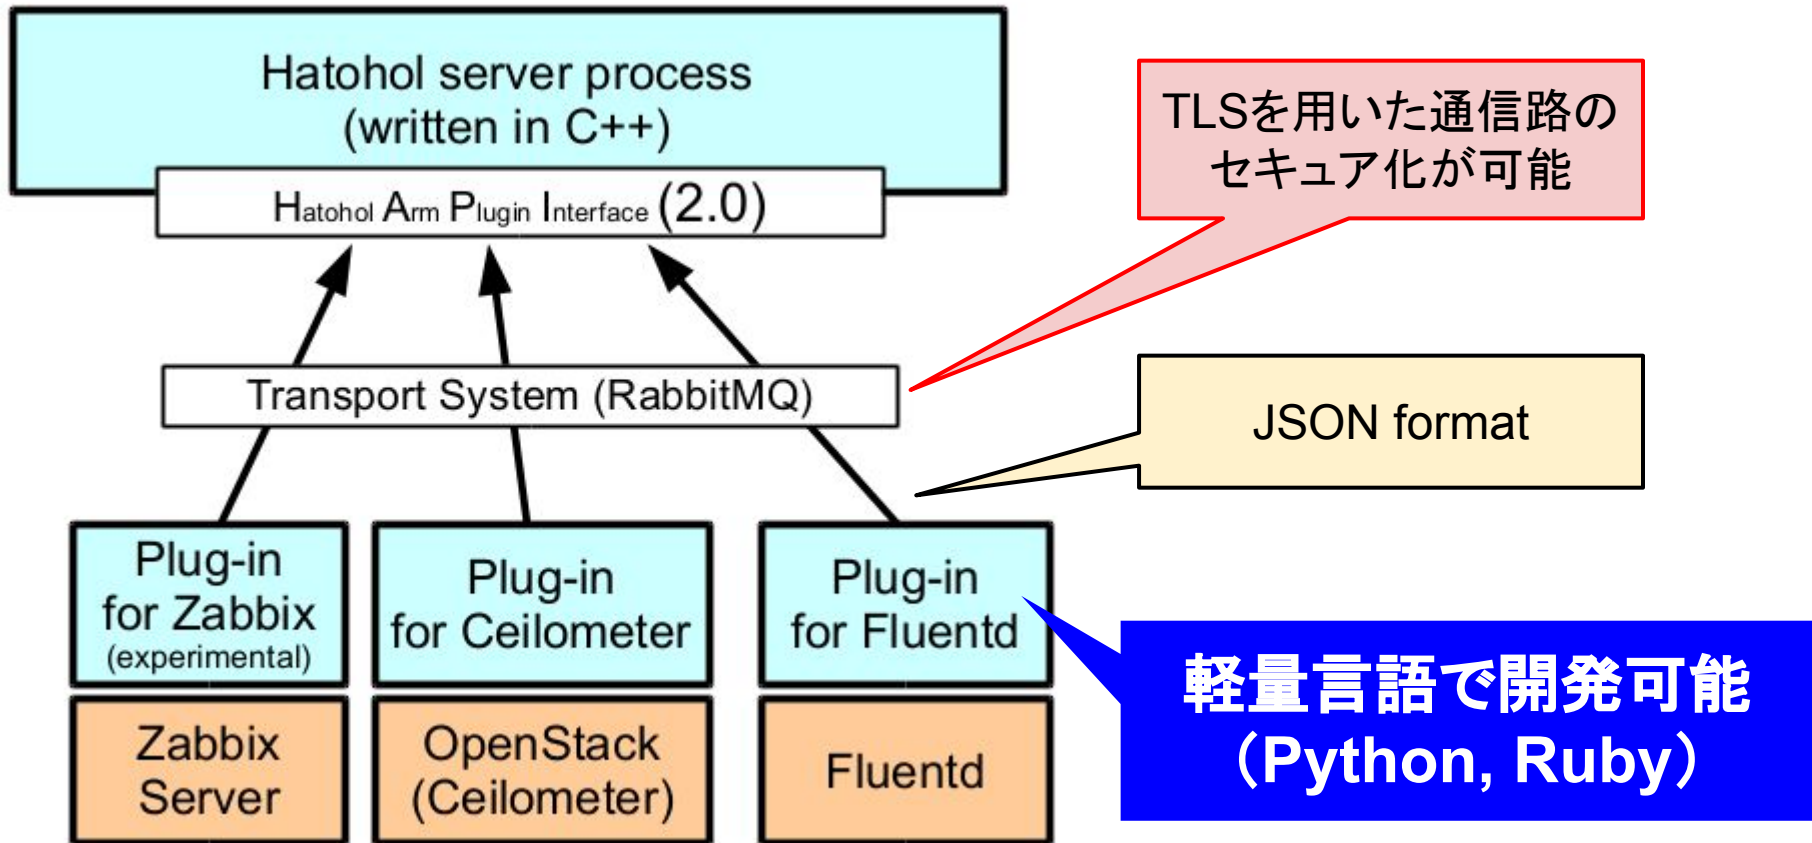 Hatohol server process
(written in C++)
Hatohol Arm Plugin Interface (2.0)
TLSを用いた通信路の
セキュア化が可能
Transport System (RabbitMQ)
JSON format
Plug-in
for Zabbix
(experimental)
Plug-in
for Ceilometer
Plug-in
for Fluentd
軽量言語で開発可能
（Python, Ruby）
Zabbix
Server
OpenStack
(Ceilometer)
Fluentd